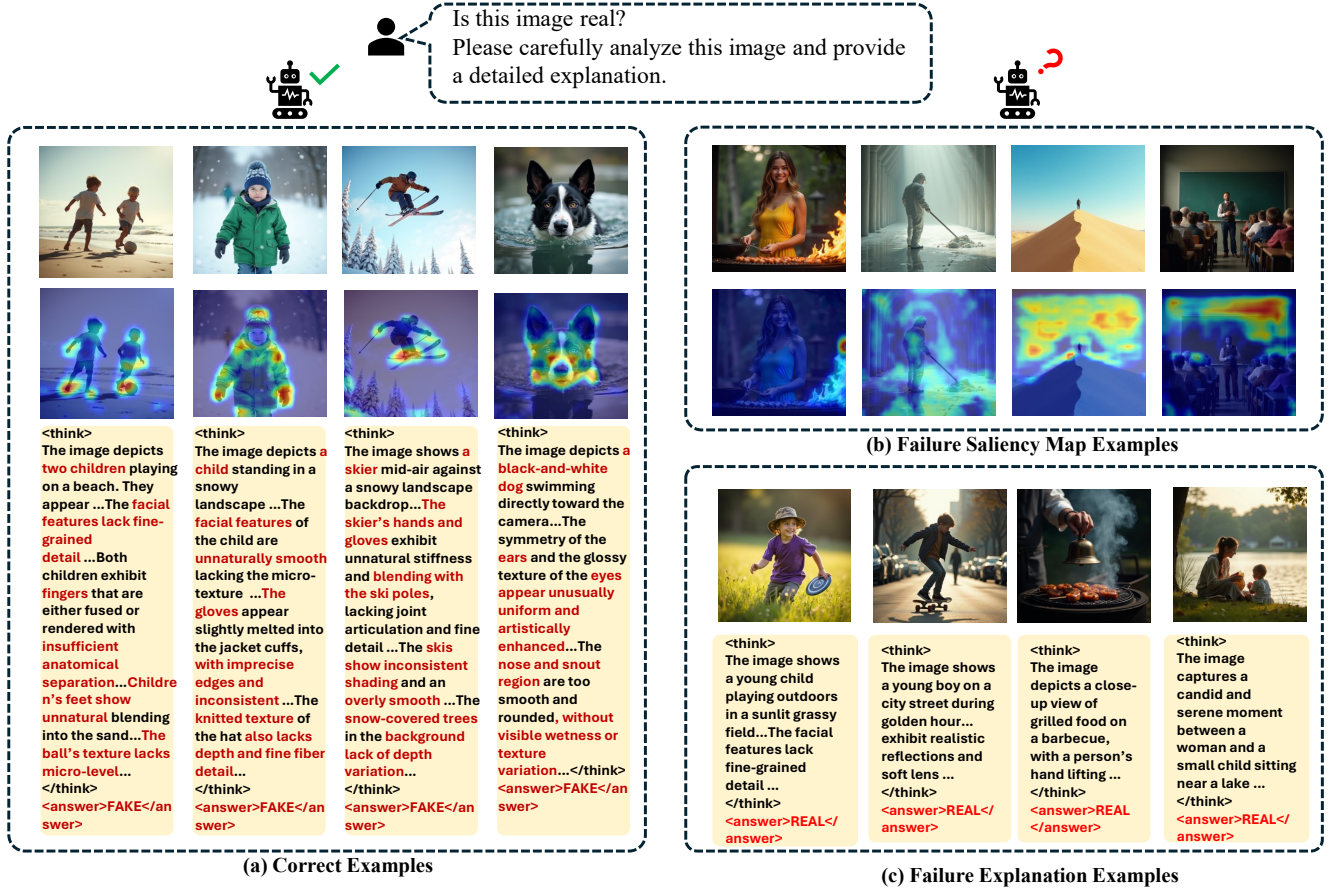 Is this image real?
Please carefully analyze this image and provide
a detailed explanation.
<think>
The image depicts
two children playing
on a beach. They
appear ...The facial
features lack fine-
grained
detail ...Both
children exhibit
fingers that are
either fused or
rendered with
insufficient
anatomical
separation...Childre
n's feet show
unnatural blending
into the sand...The
ball's texture lacks
micro-level...
</think>
<answer>FAKE</an
swer>
<think>
The image depicts a
child standing in a
snowy
landscape ...The
facial features of
the child are
unnaturally smooth
lacking the micro-
texture ...The
gloves appear
slightly melted into
the jacket cuffs,
with imprecise
edges and
inconsistent ...The
knitted texture of
the hat also lacks
depth and fine fiber
detail...
</think>
<answer>FAKE</an
swer>
<think>
The image shows a
skier mid-air against
a snowy landscape
backdrop...The
skier's hands and
gloves exhibit
unnatural stiffness
and blending with
the ski poles,
lacking joint
articulation and fine
detail ...The skis
show inconsistent
shading and an
overly smooth ...The
snow-covered trees
in the background
lack of depth
variation...
</think>
<answer>FAKE</an
swer>
<think>
The image depicts a
black-and-white
dog swimming
directly toward the
camera...The
symmetry of the
ears and the glossy
texture of the eyes
appear unusually
uniform and
artistically
enhanced...The
nose and snout
region are too
smooth and
rounded, without
visible wetness or
texture
variation...</think>
<answer>FAKE</an
swer>
(a) Correct Examples
(b) Failure Saliency Map Examples
<think>
The image shows
a young child
playing outdoors
in a sunlit grassy
field...The facial
features lack
fine-grained
detail ...
</think>
<answer>REAL</
answer>
<think>
The image shows
a young boy on a
city street during
golden hour...
exhibit realistic
reflections and
soft lens ...
</think>
<answer>REAL</
answer>
<think>
The image
depicts a close-
up view of
grilled food on
a barbecue,
with a person's
hand lifting ...
</think>
<answer>REAL
</answer>
<think>
The image
captures a
candid and
serene moment
between a
woman and a
small child sitting
near a lake ...
</think>
<answer>REAL</
answer>
(c) Failure Explanation Examples